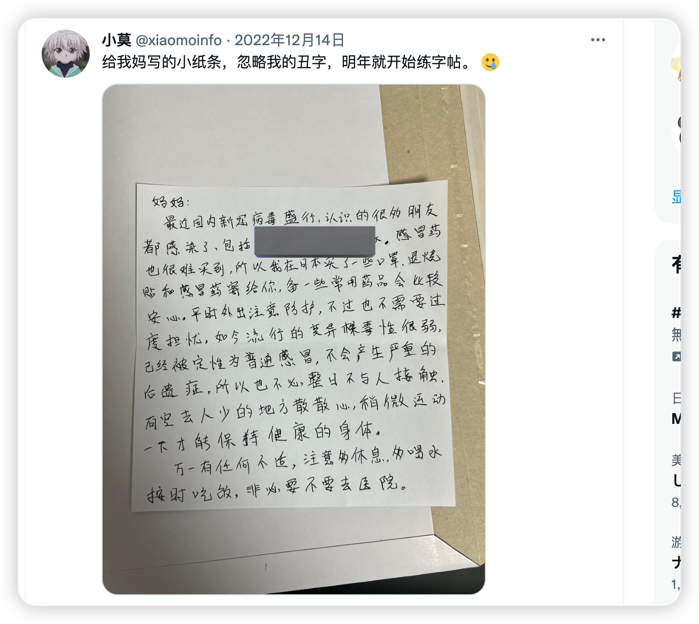 小莫 @xiaomoinfo · 2022年12月14日
给我妈写的小纸条，忽略我的丑字，明年就开始练字帖。🥲
妈妈：
最近国内新冠病毒盛行，认识的很多朋友
都感染了，包括 。感冒药
也很难买到，所以我在日本买了一些口罩、退烧
贴和感冒药寄给你，备一些常用药品会比较
安心。平时外出注意防护，不过也不需要过
度担忧，如今流行的变异株毒性很弱，
已经被定性为普通感冒，不会产生严重的
后遗症，所以也不必整日不与人接触，
有空去人少的地方散散心，稍微运动
一下才能保持健康的身体。
万一有任何不适，注意多休息，多喝水
按时吃饭，非必要不要去医院。
显
有
#
無
日
M
美
U
8,
游
ナ
1,